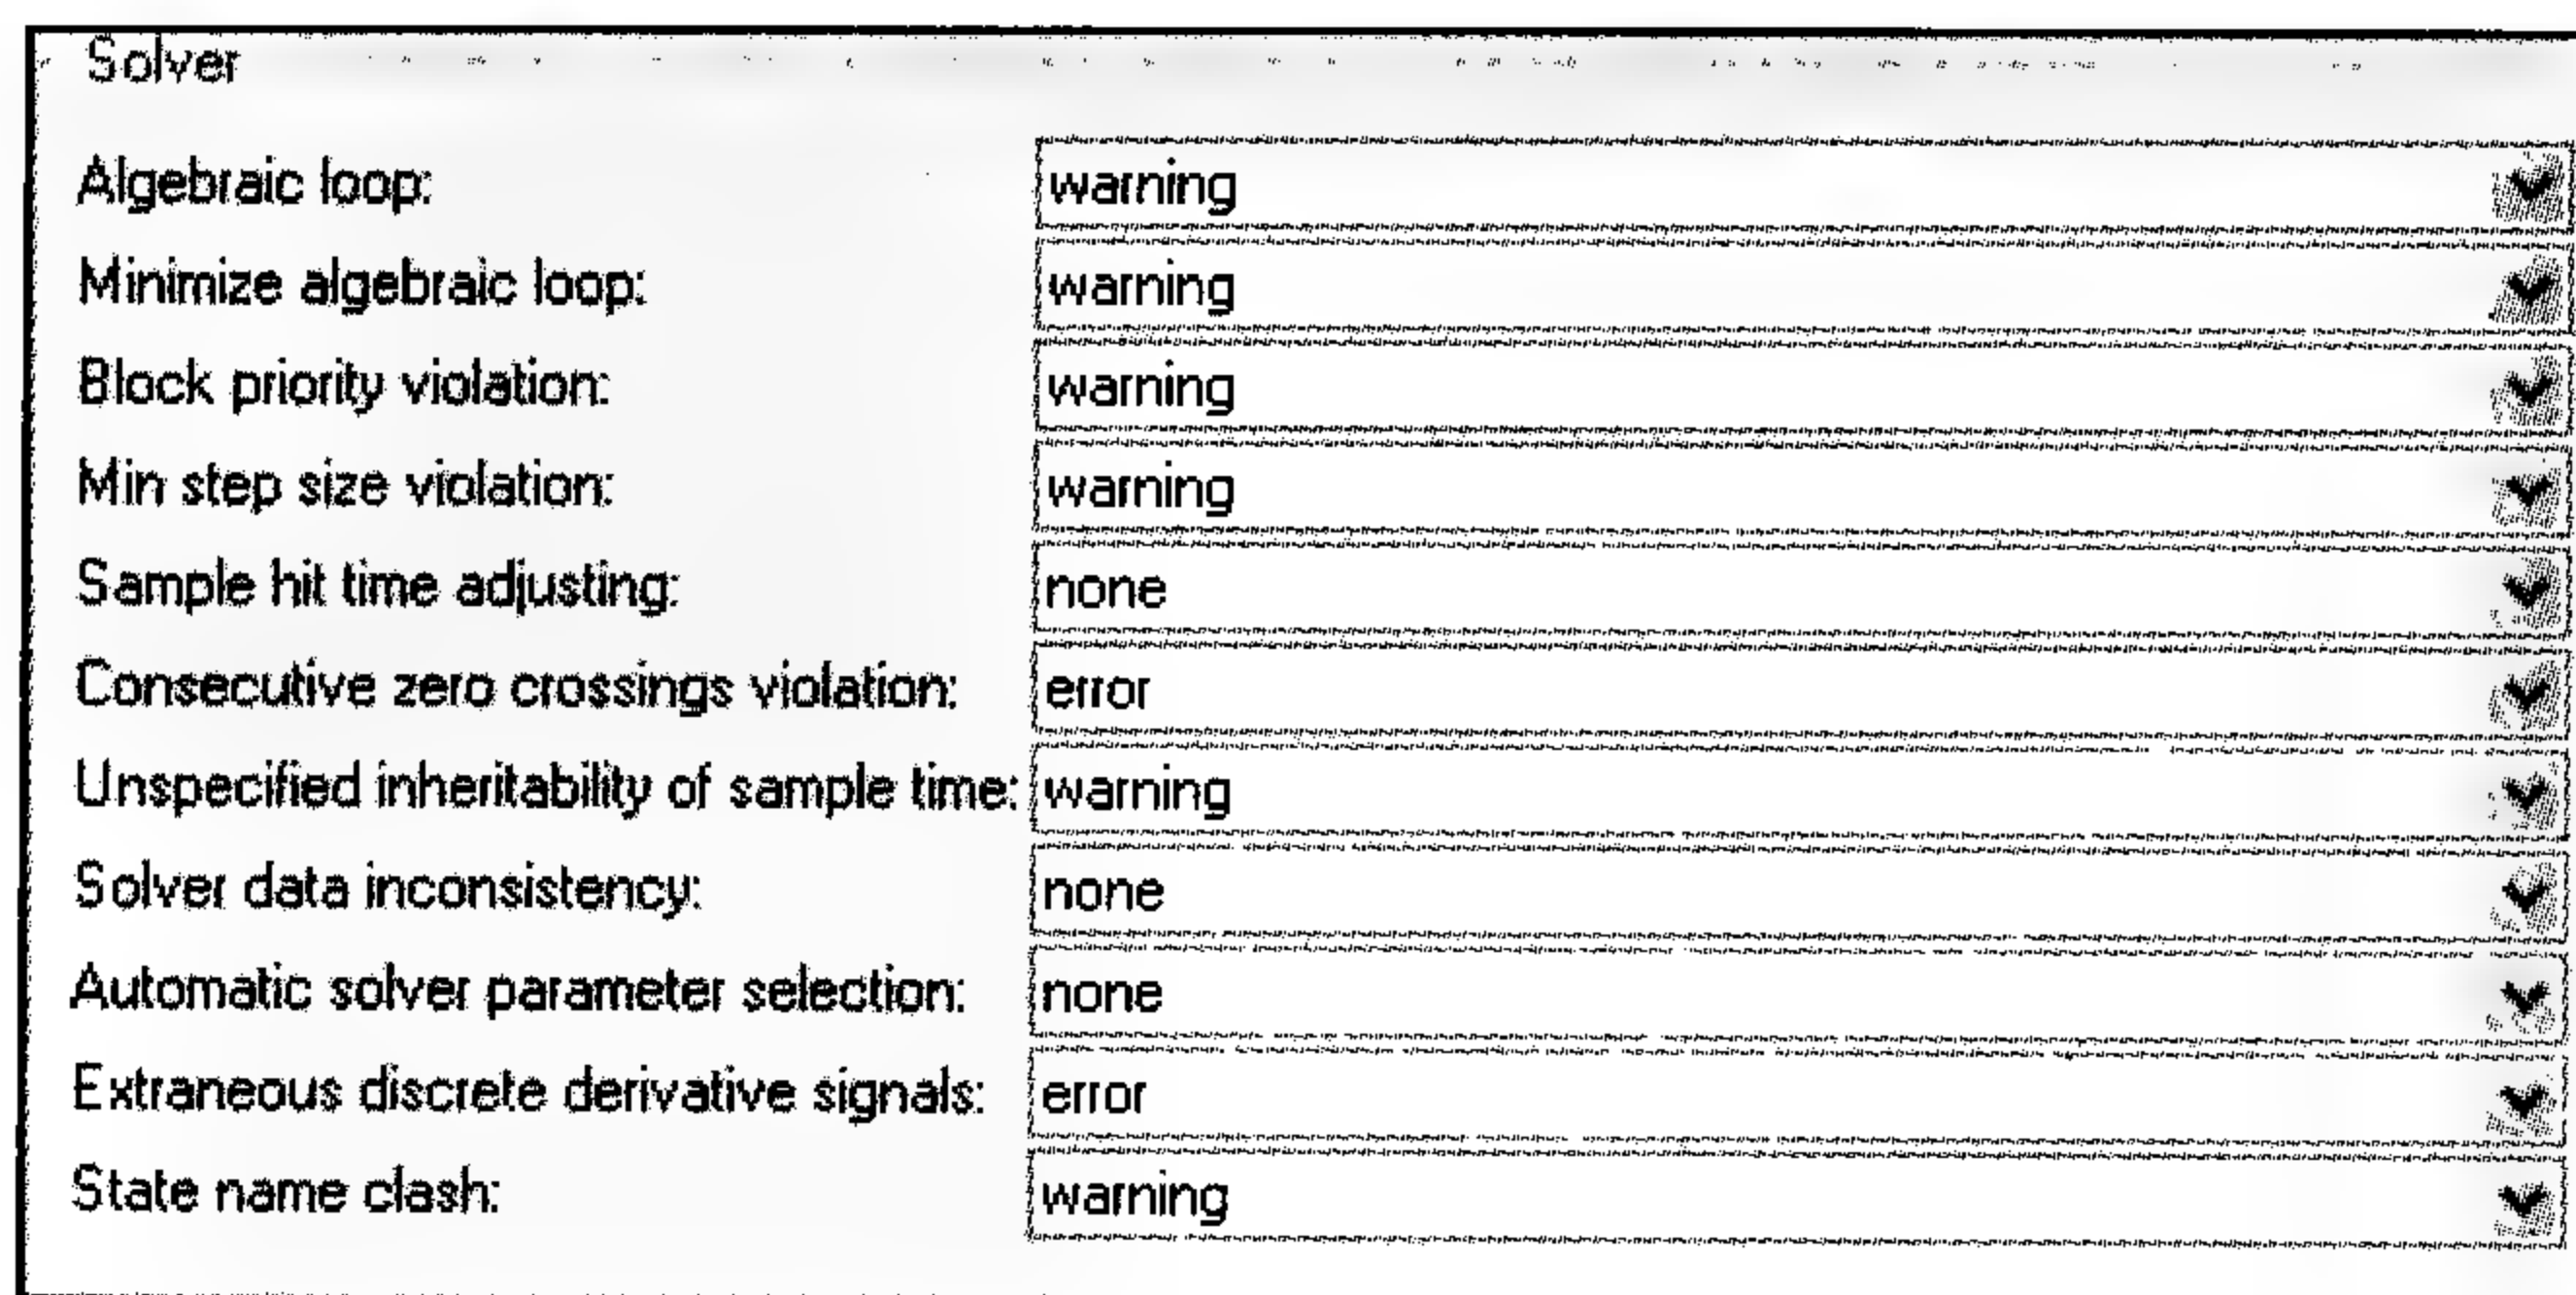 Solver
Algebraic loop: warning
Minimize algebraic loop: warning
Block priority violation: warning
Min step size violation: warning
Sample hit time adjusting: none
Consecutive zero crossings violation: error
Unspecified inheritability of sample time: warning
Solver data inconsistency: none
Automatic solver parameter selection: none
Extraneous discrete derivative signals: error
State name clash: warning